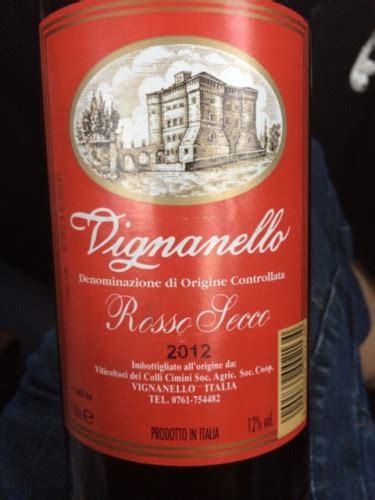 Vignanello
Denominazione di Origine Controllata
Rosso Secco
2012
Imbottigliato all'origine da:
Viticoltori dei Colli Cimini Soc. Agric. Soc. Coop.
VIGNANELLO ITALIA
TEL. 0761-754482
e
12% vol.
PRODOTTO IN ITALIA